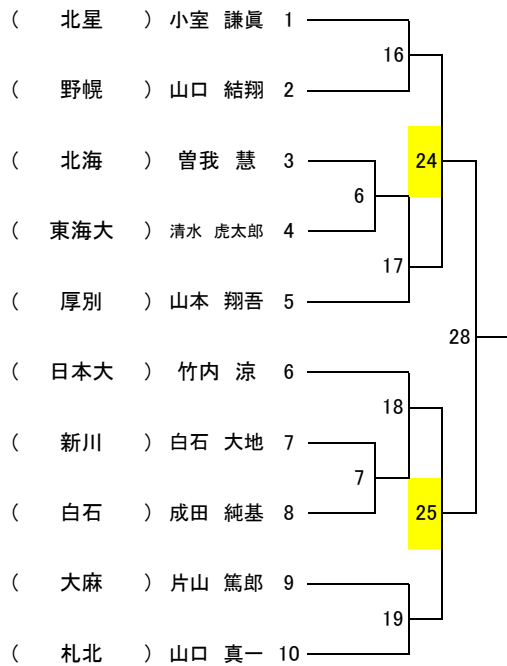 ( 北星 ) 小室 謙眞 1
16
( 野幌 ) 山口 結翔 2
( 北海 ) 曽我 慧 3
24
6
( 東海大 ) 清水 虎太郎 4
17
( 厚別 ) 山本 翔吾 5
28
( 日本大 ) 竹内 涼 6
18
( 新川 ) 白石 大地 7
7
( 白石 ) 成田 純基 8
25
( 大麻 ) 片山 篤郎 9
19
( 札北 ) 山口 真一 10